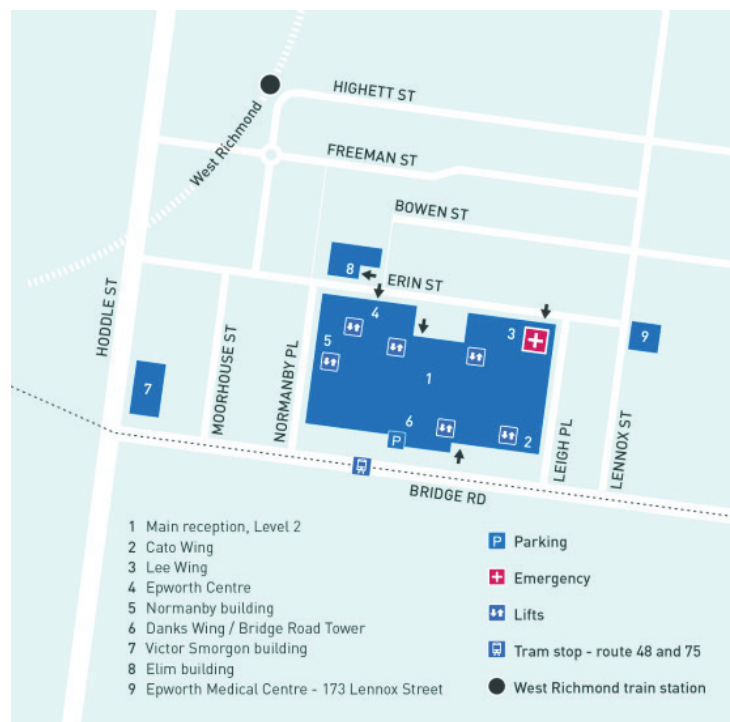 HIGHETT ST
West Richmond
FREEMAN ST
BOWEN ST
8
ERIN ST
4
3
9
HODDLE ST
5
MOORHOUSE ST
NORMANBY PL
1
7
6
2
P
LEIGH PL
LENNOX ST
BRIDGE RD
1 Main reception, Level 2
2 Cato Wing
3 Lee Wing
4 Epworth Centre
5 Normanby building
6 Danks Wing / Bridge Road Tower
7 Victor Smorgon building
8 Elim building
9 Epworth Medical Centre - 173 Lennox Street
P Parking
Emergency
Lifts
Tram stop - route 48 and 75
West Richmond train station